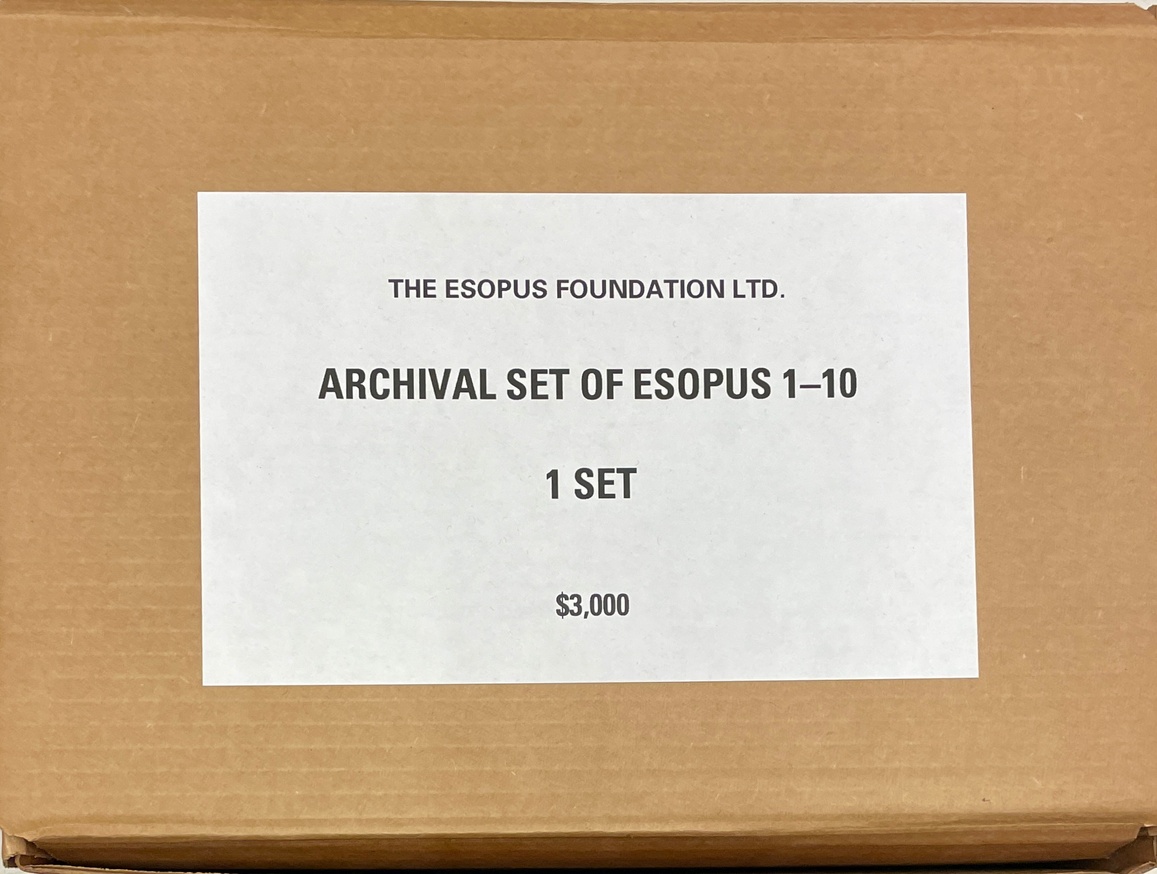 THE ESOPUS FOUNDATION LTD.
ARCHIVAL SET OF ESOPUS 1–10
1 SET
$3,000